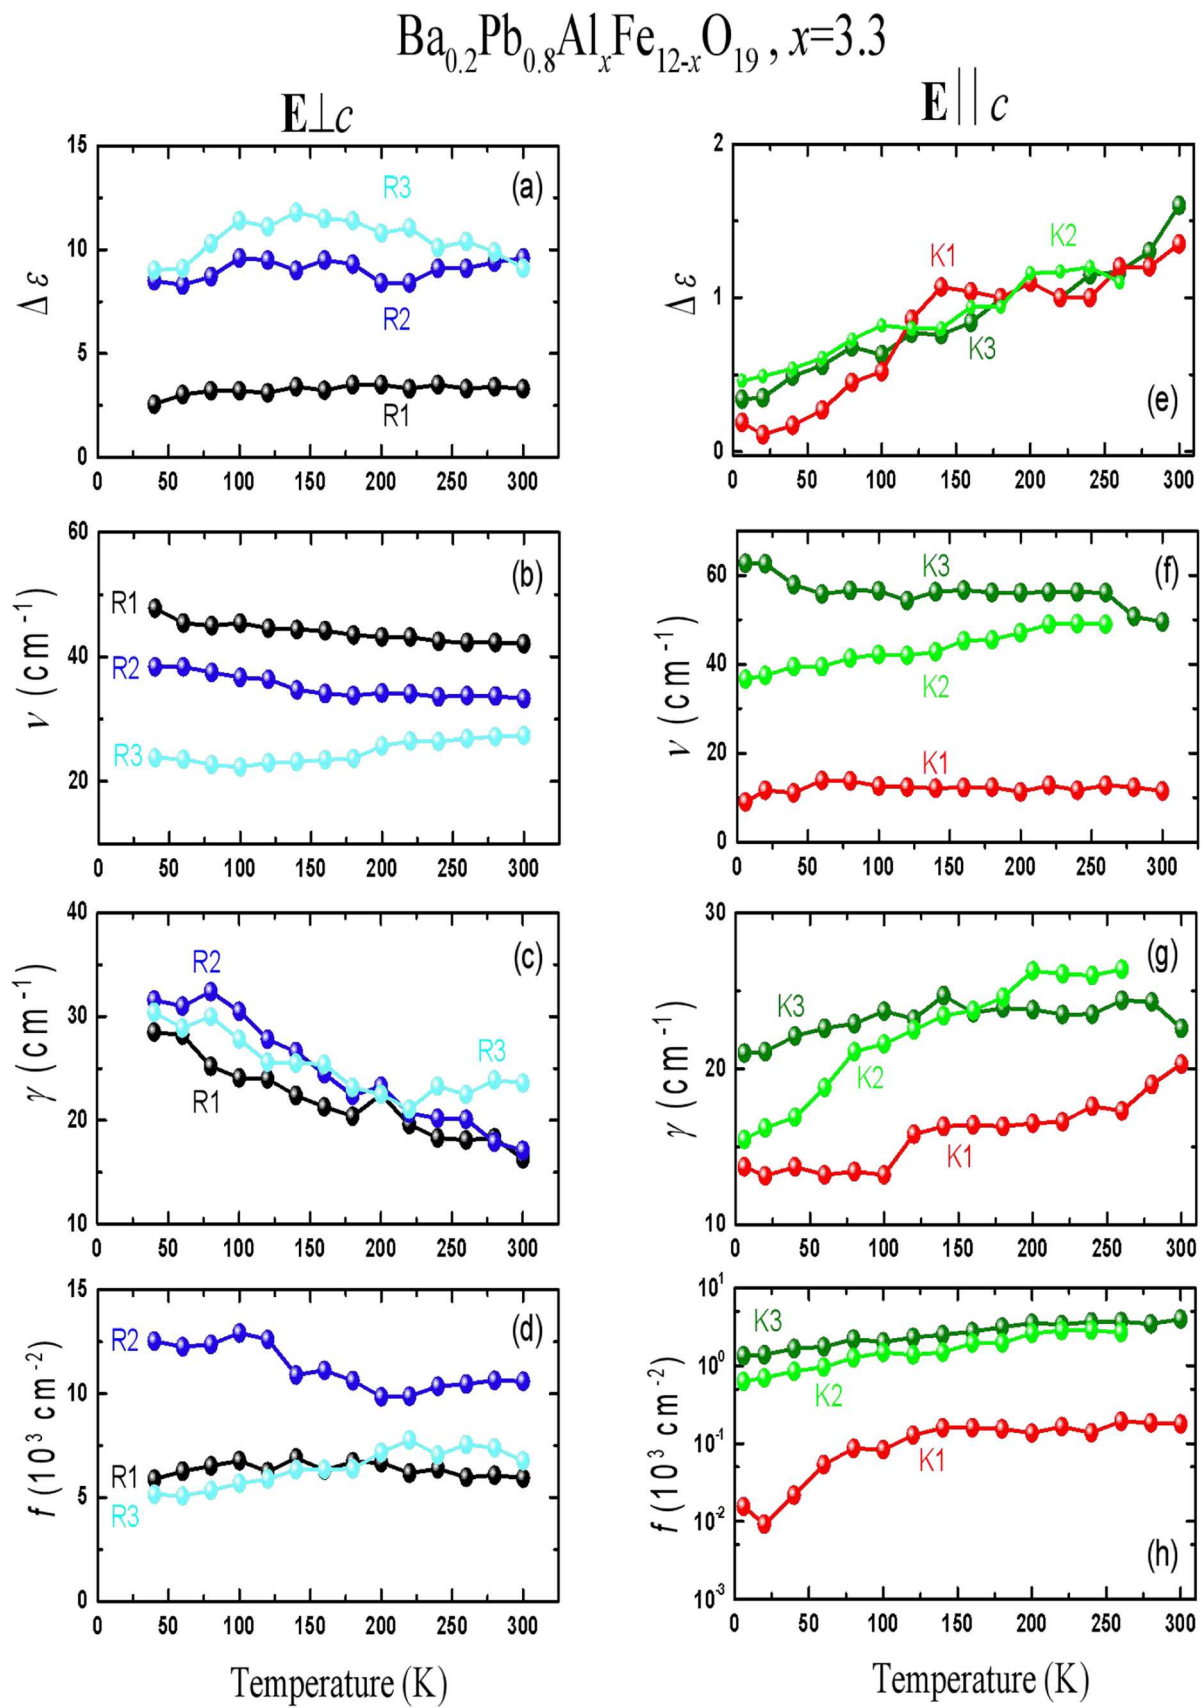 Ba0.2Pb0.8AlxFe12-xO19 , x=3.3
E⊥c
E || c
15
10
5
0
Δ ε
R3
(a)
R2
R1
0 50 100 150 200 250 300
2
1
0
Δ ε
K1
K2
K3
(e)
0 50 100 150 200 250 300
60
40
20
ν (cm-1)
R1
(b)
R2
R3
0 50 100 150 200 250 300
60
40
20
0
ν (cm-1)
K3
(f)
K2
K1
0 50 100 150 200 250 300
40
30
20
10
γ (cm-1)
R2
(c)
R3
R1
0 50 100 150 200 250 300
30
20
10
γ (cm-1)
K3
(g)
K2
K1
0 50 100 150 200 250 300
15
10
5
0
f (10³ cm-2)
R2
(d)
R1
R3
0 50 100 150 200 250 300
Temperature (K)
10¹
10⁰
10-1
10-2
10-3
f (10³ cm-2)
K3
K2
K1
(h)
0 50 100 150 200 250 300
Temperature (K)